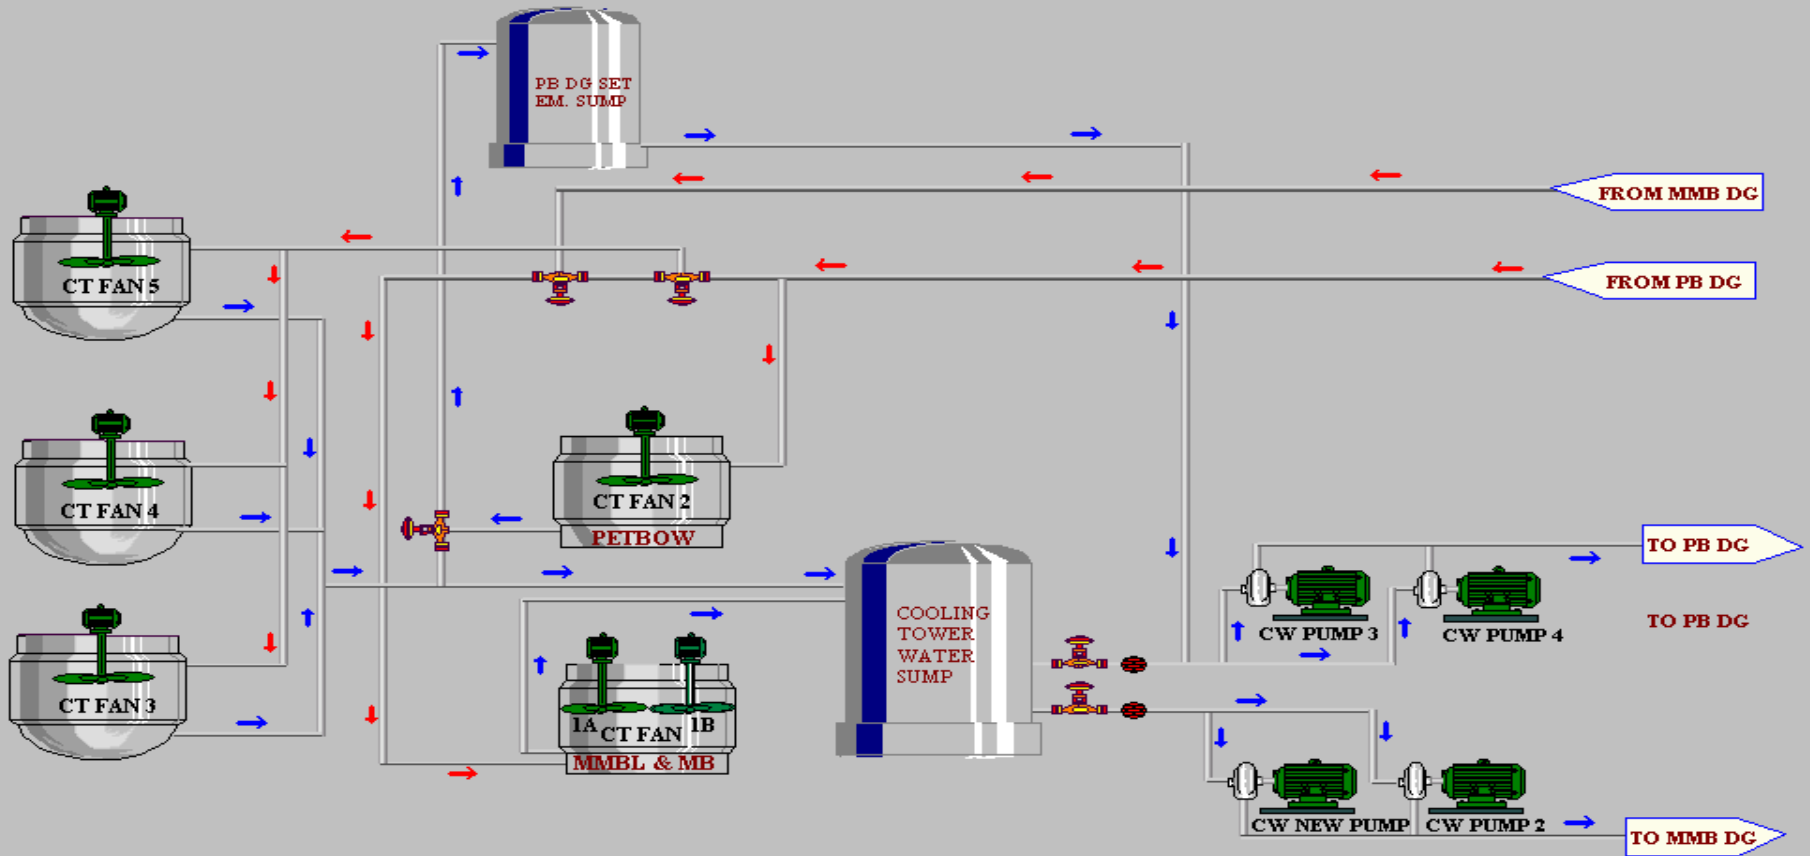 PB DG SET
EM. SUMP
FROM MMB DG
FROM PB DG
CT FAN 5
CT FAN 4
CT FAN 2
PETBOW
TO PB DG
COOLING
TOWER
WATER
SUMP
CW PUMP 3
CW PUMP 4
TO PB DG
CT FAN 3
1A
CT FAN
1B
MMBL & MB
CW NEW PUMP
CW PUMP 2
TO MMB DG